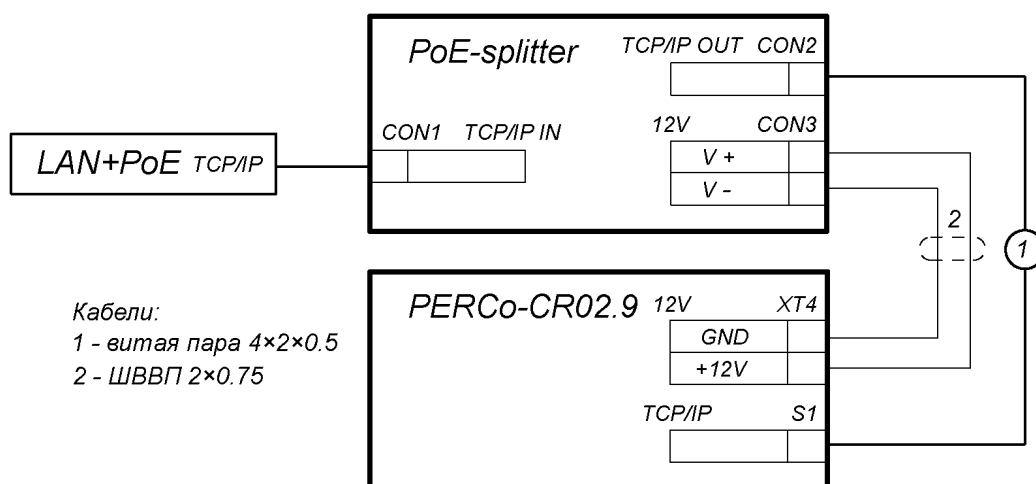 PoE-splitter
TCP/IP OUT CON2
CON1 TCP/IP IN
12V CON3
V +
V -
LAN+PoE TCP/IP
2
1
PERCo-CR02.9
12V XT4
GND
+12V
TCP/IP S1
Кабели:
1 - витая пара 4×2×0.5
2 - ШВВП 2×0.75